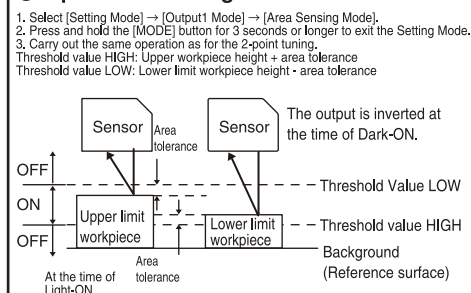 1. Select [Setting Mode] → [Output1 Mode] → [Area Sensing Mode].
2. Press and hold the [MODE] button for 3 seconds or longer to exit the Setting Mode.
3. Carry out the same operation as for the 2-point tuning.
Threshold value HIGH: Upper workpiece height + area tolerance
Threshold value LOW: Lower limit workpiece height - area tolerance
Sensor
Area
tolerance
Sensor
The output is inverted at
the time of Dark-ON.
OFF
Threshold Value LOW
ON
Upper limit
workpiece
Lower limit
workpiece
Threshold value HIGH
OFF
Background
(Reference surface)
At the time of
Light-ON
Area
tolerance